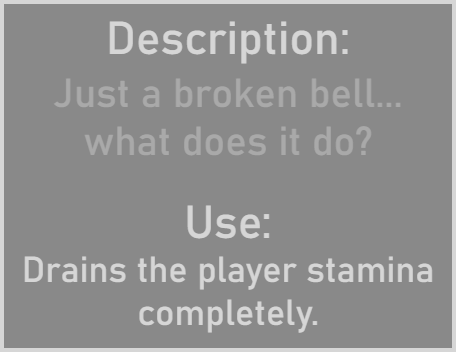 Description:
Just a broken bell...
what does it do?
Use:
Drains the player stamina
completely.